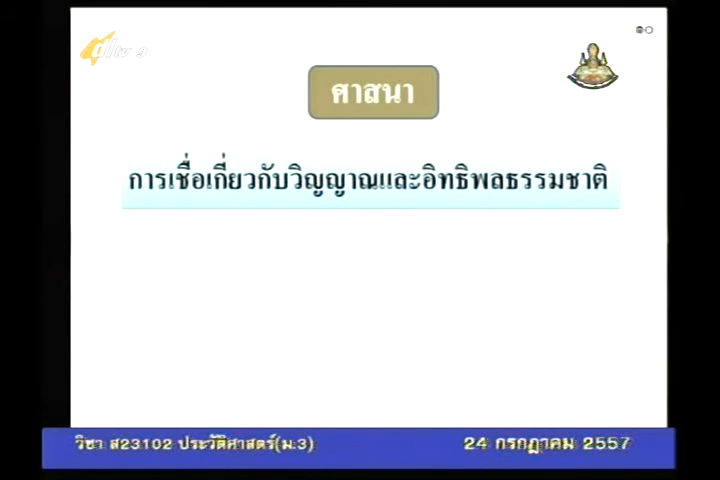 dltv 9
๑๐
ศาสนา
การเชื่อเกี่ยวกับวิญญาณและอิทธิพลธรรมชาติ
วิชา ส23102 ประวัติศาสตร์(ม.3)
24 กรกฎาคม 2557